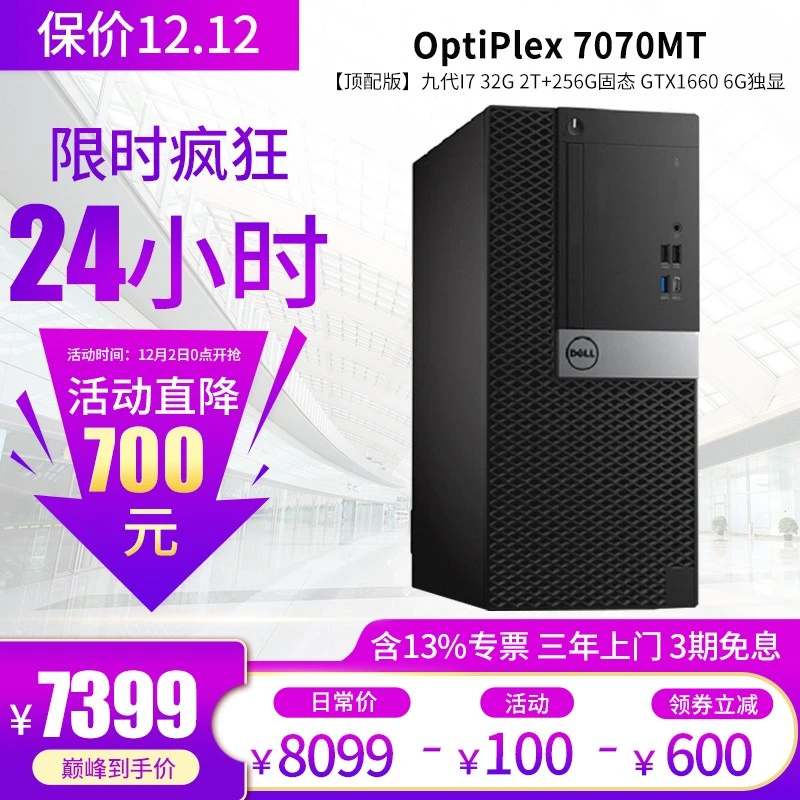 保价12.12
OptiPlex 7070MT
【顶配版】九代I7 32G 2T+256G固态 GTX1660 6G独显
限时疯狂
24小时
活动时间：12月2日0点开抢
活动直降
700
元
DELL
含13%专票 三年上门 3期免息
¥7399
巅峰到手价
日常价 活动 领券立减
¥8099 - ¥100 - ¥600